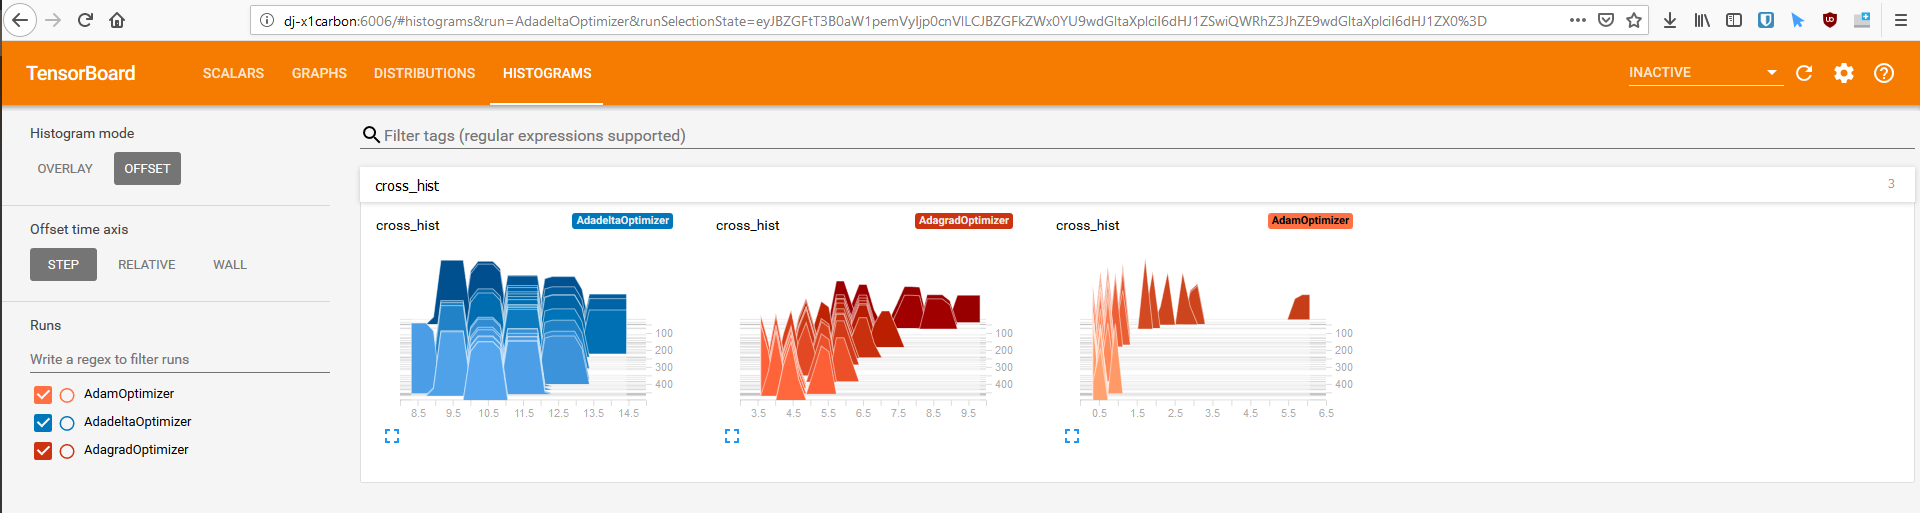 dj-x1carbon:6006/#histograms&run=AdadeltaOptimizer&runSelectionState=eyJBZGFtT3B0aW1pemVyIjp0cnVlLCJBZGFkZWx0YU9wdGltaXplciI6dHJ1ZSwiQWRhZ3JhZE9wdGltaXplciI6dHJ1ZX0%3D
TensorBoard SCALARS GRAPHS DISTRIBUTIONS HISTOGRAMS INACTIVE
Histogram mode
OVERLAY OFFSET
Offset time axis
STEP RELATIVE WALL
Runs
Write a regex to filter runs
AdamOptimizer
AdadeltaOptimizer
AdagradOptimizer
Filter tags (regular expressions supported)
cross_hist 3
cross_hist AdadeltaOptimizer
100
200
300
400
8.5 9.5 10.5 11.5 12.5 13.5 14.5
cross_hist AdagradOptimizer
100
200
300
400
3.5 4.5 5.5 6.5 7.5 8.5 9.5
cross_hist AdamOptimizer
100
200
300
400
0.5 1.5 2.5 3.5 4.5 5.5 6.5